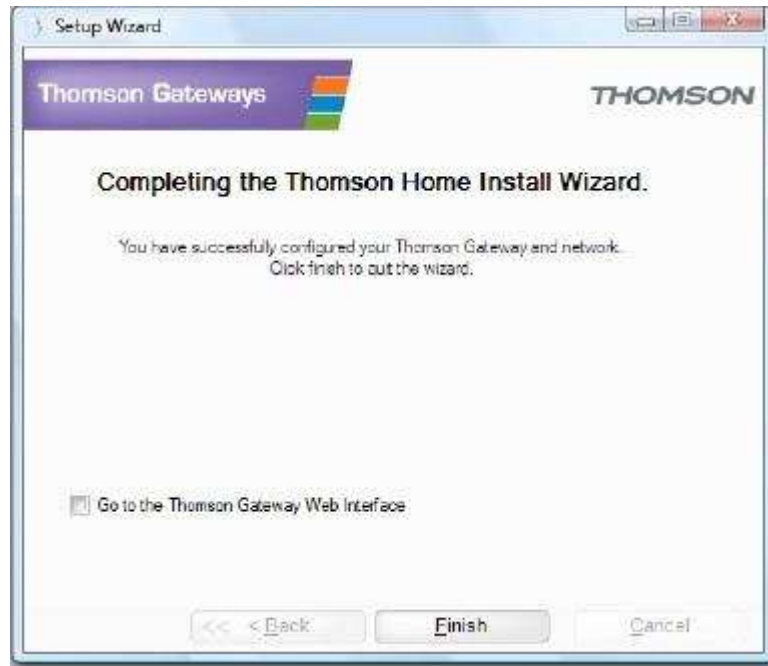 Setup Wizard
Thomson Gateways
THOMSON
Completing the Thomson Home Install Wizard.
You have successfully configured your Thomson Gateway and network.
Click finish to quit the wizard.
Go to the Thomson Gateway Web Interface
<< < Back
Finish
Cancel